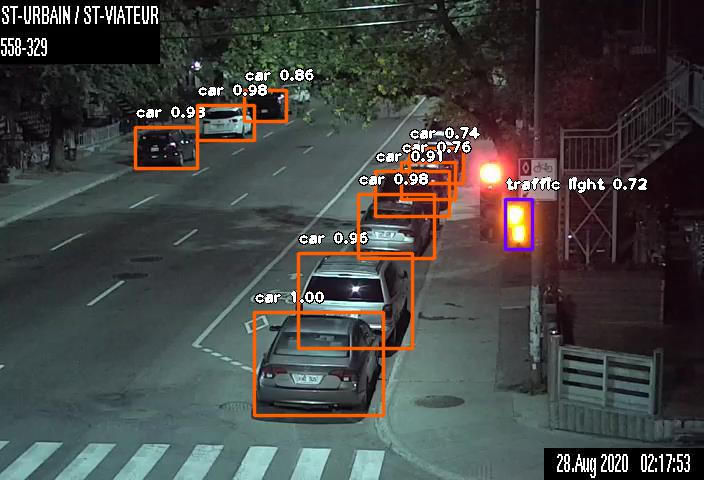 ST-URBAIN / ST-VIATEUR
558-329
car 0.86
car 0.98
car 0.93
car 0.74
car 0.76
car 0.91
car 0.98
traffic light 0.72
car 0.96
car 1.00
28.Aug 2020 02:17:53